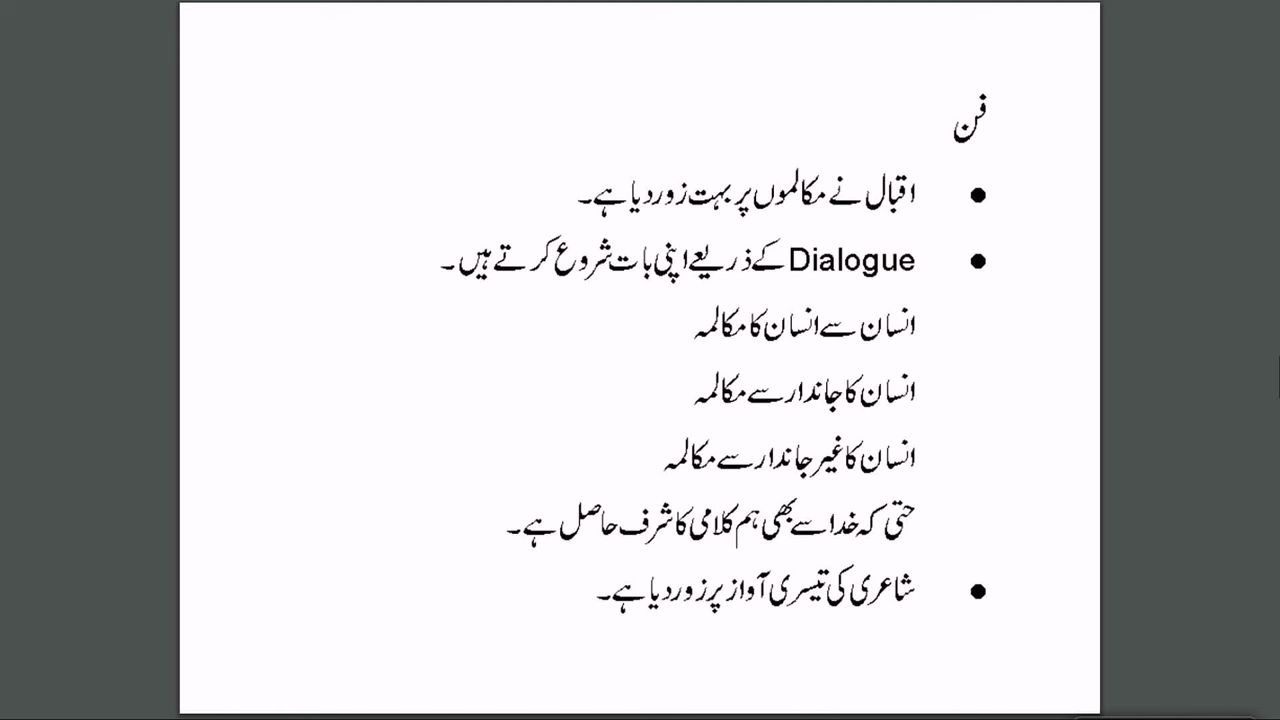 فن
● اقبال نے مکالموں پر بہت زور دیا ہے۔
● Dialogue کے ذریعے اپنی بات شروع کرتے ہیں۔
انسان سے انسان کا مکالمہ
انسان کا جاندار سے مکالمہ
انسان کا غیر جاندار سے مکالمہ
حتیٰ کہ خدا سے بھی ہم کلامی کا شرف حاصل ہے۔
● شاعری کی تیسری آواز پر زور دیا ہے۔